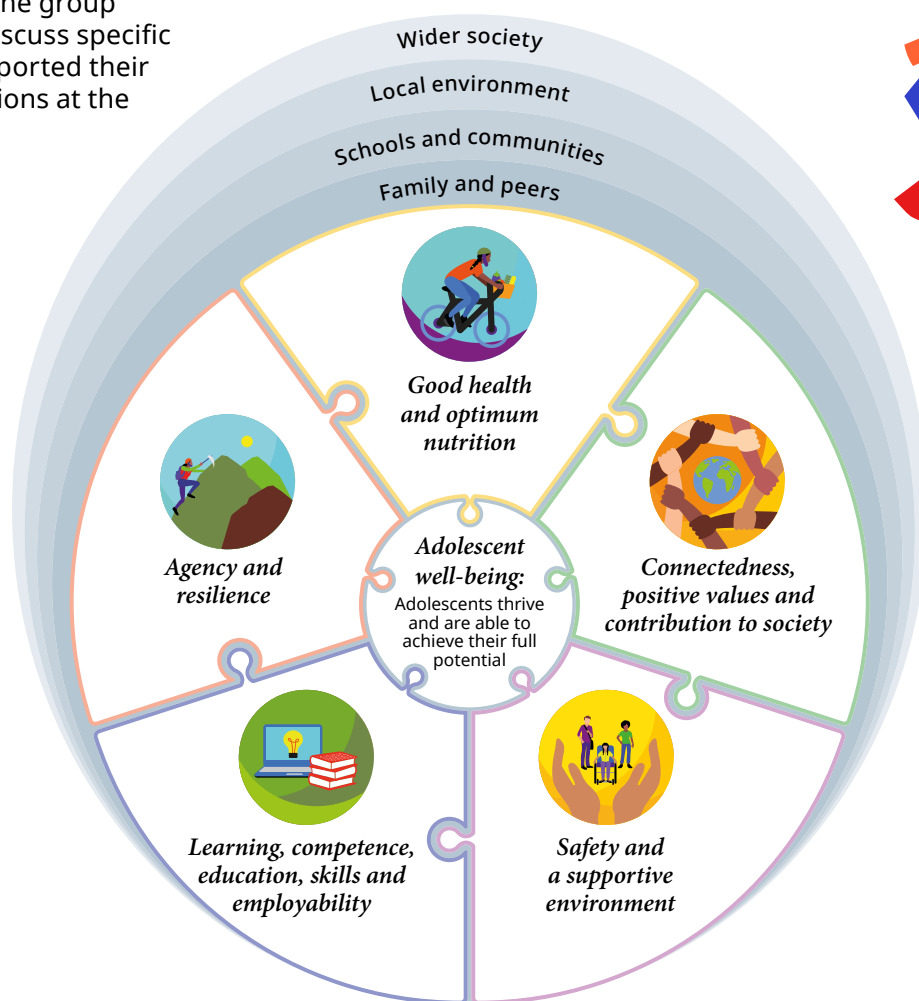 he group
scuss specific
ported their
ions at the
Wider society
Local environment
Schools and communities
Family and peers
Good health
and optimum
nutrition
Agency and
resilience
Connectedness,
positive values and
contribution to society
Adolescent
well-being:
Adolescents thrive
and are able to
achieve their full
potential
Learning, competence,
education, skills and
employability
Safety and
a supportive
environment